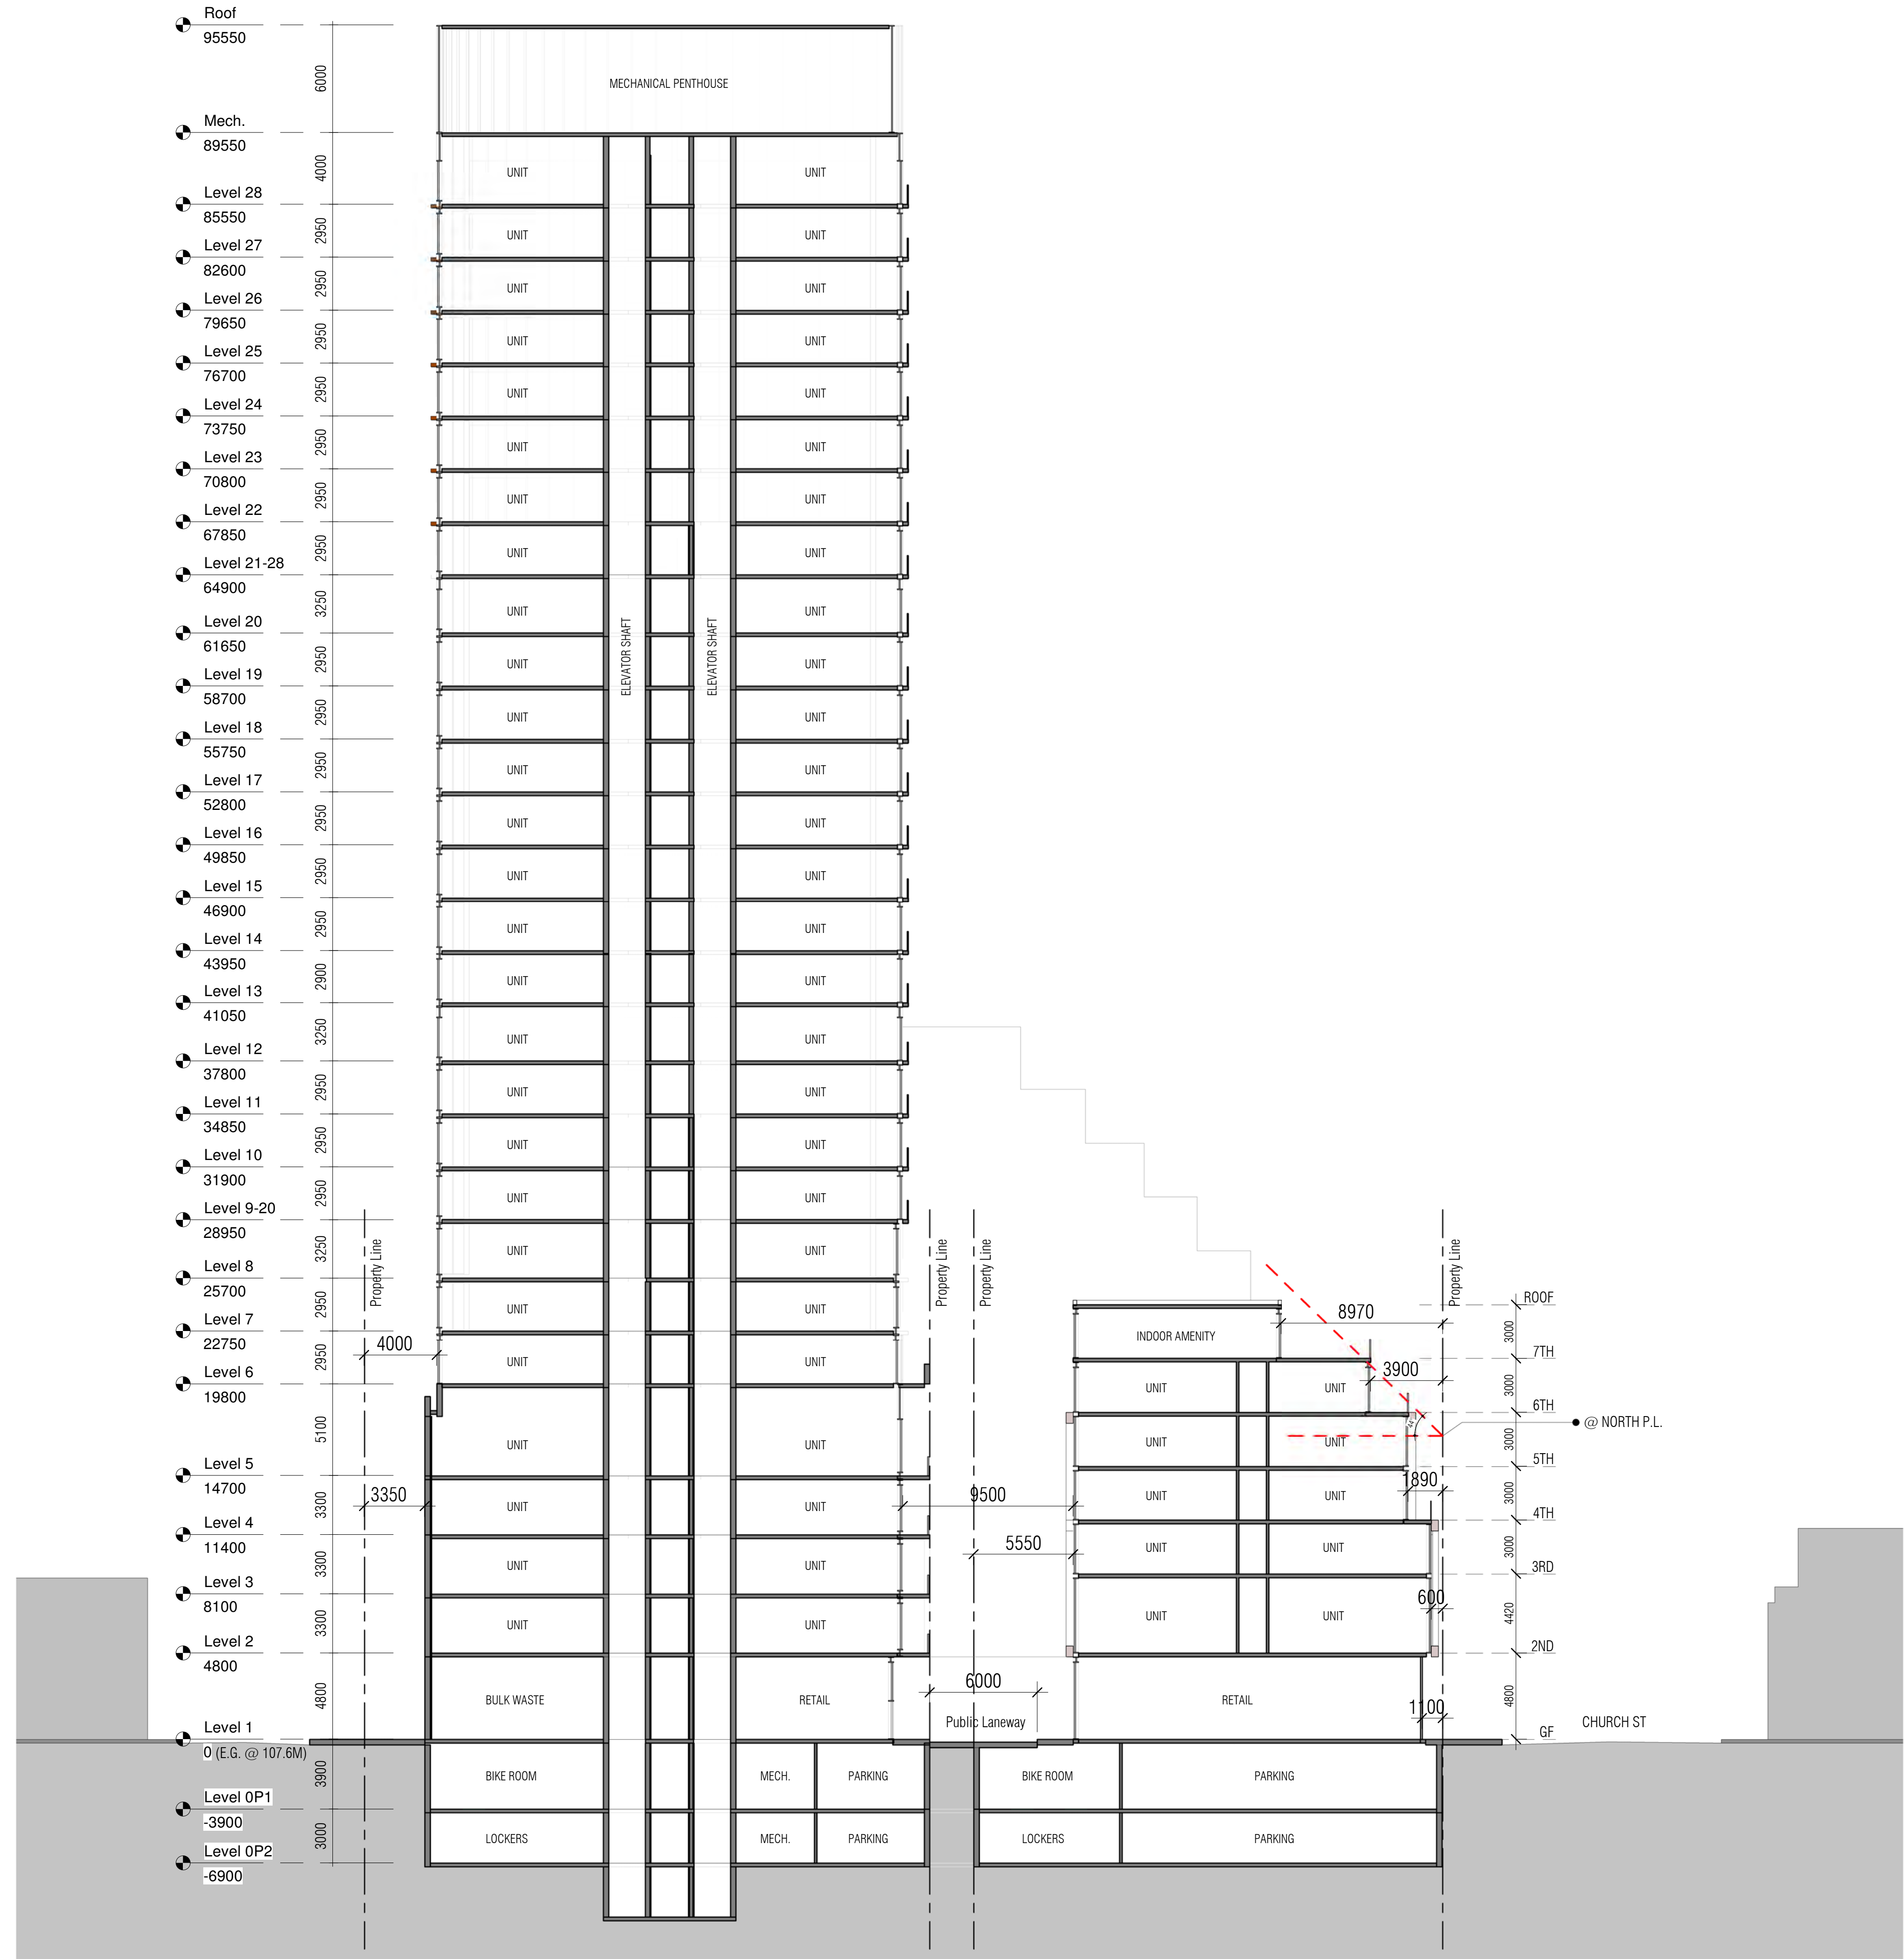 Roof
95550
6000
MECHANICAL PENTHOUSE
Mech.
89550
4000
UNIT UNIT
Level 28
85550
2950
UNIT UNIT
Level 27
82600
2950
UNIT UNIT
Level 26
79650
2950
UNIT UNIT
Level 25
76700
2950
UNIT UNIT
Level 24
73750
2950
UNIT UNIT
Level 23
70800
2950
UNIT UNIT
Level 22
67850
2950
UNIT UNIT
Level 21-28
64900
3250
UNIT UNIT
ELEVATOR SHAFT ELEVATOR SHAFT
Level 20
61650
2950
UNIT UNIT
Level 19
58700
2950
UNIT UNIT
Level 18
55750
2950
UNIT UNIT
Level 17
52800
2950
UNIT UNIT
Level 16
49850
2950
UNIT UNIT
Level 15
46900
2950
UNIT UNIT
Level 14
43950
2900
UNIT UNIT
Level 13
41050
3250
UNIT UNIT
Level 12
37800
2950
UNIT UNIT
Level 11
34850
2950
UNIT UNIT
Level 10
31900
2950
UNIT UNIT
Level 9-20
28950
3250
UNIT UNIT
Property Line Property Line Property Line Property Line
Level 8
25700
2950
UNIT UNIT
ROOF
8970
3000
INDOOR AMENITY
Level 7
22750
2950
4000
UNIT UNIT
7TH
3900
3000
UNIT UNIT
Level 6
19800
5100
UNIT UNIT
6TH
44°
@ NORTH P.L.
3000
UNIT UNIT
5TH
Level 5
14700
3300
3350
UNIT UNIT
9500
1890
3000
UNIT UNIT
4TH
Level 4
11400
3300
5550
UNIT UNIT
3000
UNIT UNIT
3RD
Level 3
8100
3300
UNIT UNIT
600
4420
UNIT UNIT
2ND
Level 2
4800
4800
BULK WASTE RETAIL
6000
Public Laneway
RETAIL
1100
4800
GF
CHURCH ST
Level 1
0 (E.G. @ 107.6M)
3900
BIKE ROOM MECH. PARKING BIKE ROOM PARKING
Level 0P1
-3900
3000
LOCKERS MECH. PARKING LOCKERS PARKING
Level 0P2
-6900